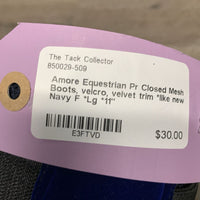 The Tack Collector
850029-509
Amore Equestrian Pr Closed Mesh
Boots, velcro, velvet trim *like new
Navy F *Lg *11"
E3FTVD
$30.00